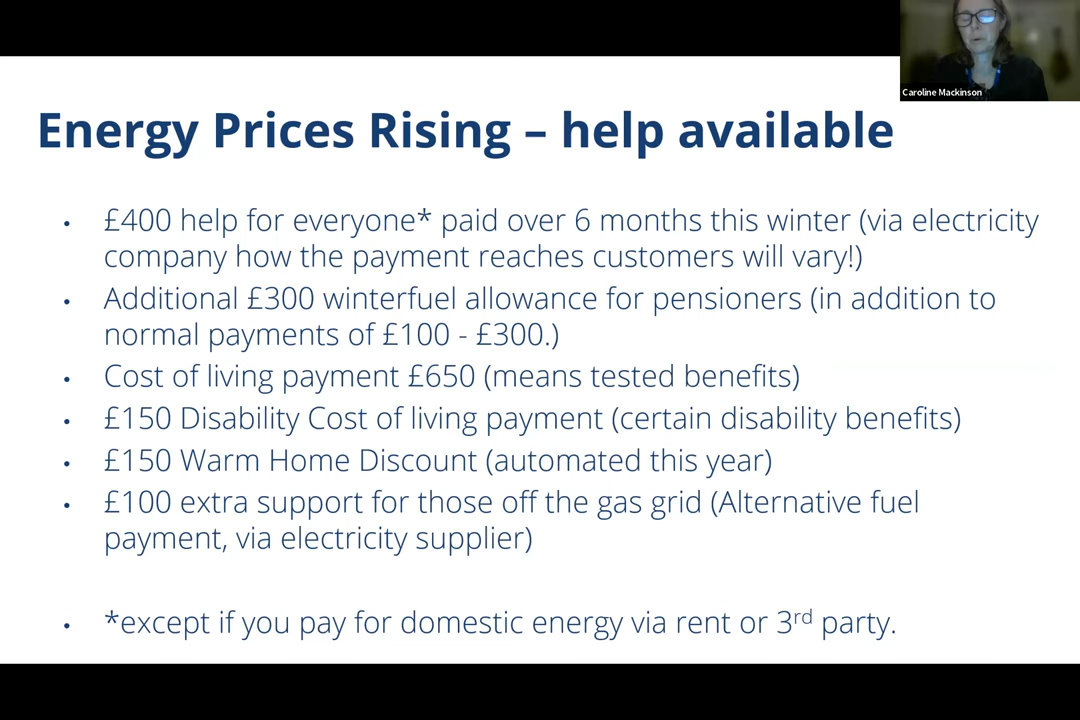 Caroline Mackinson
Energy Prices Rising – help available
• £400 help for everyone* paid over 6 months this winter (via electricity
company how the payment reaches customers will vary!)
• Additional £300 winterfuel allowance for pensioners (in addition to
normal payments of £100 - £300.)
• Cost of living payment £650 (means tested benefits)
• £150 Disability Cost of living payment (certain disability benefits)
• £150 Warm Home Discount (automated this year)
• £100 extra support for those off the gas grid (Alternative fuel
payment, via electricity supplier)
• *except if you pay for domestic energy via rent or 3rd party.